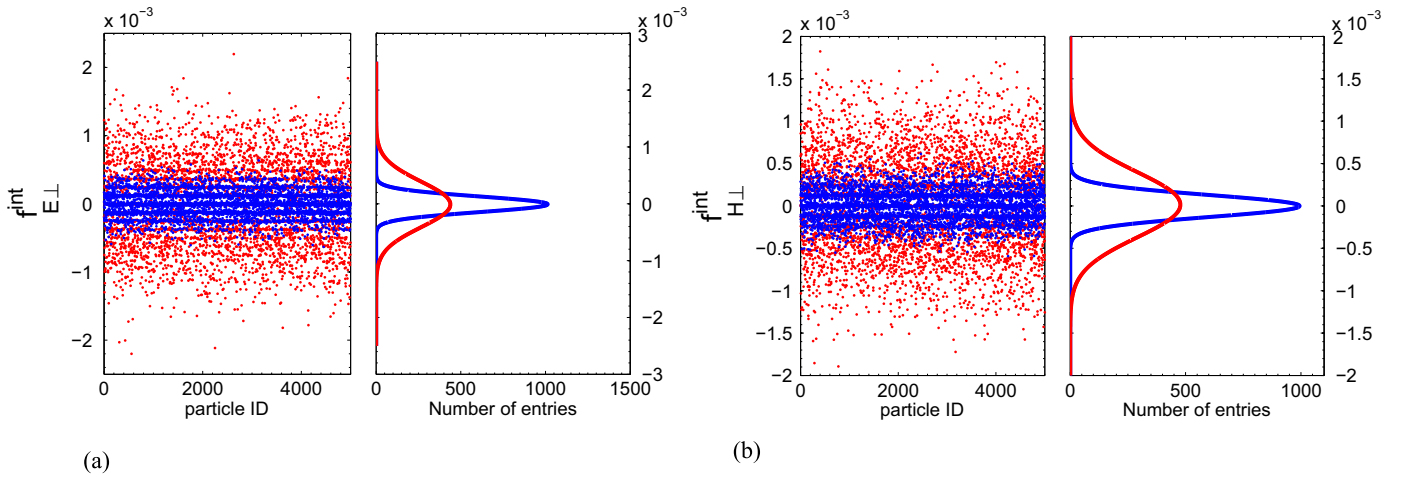 x 10⁻³
x 10⁻³
2
1
0
−1
−2
f int E⊥
0 2000 4000
particle ID
3
2
1
0
−1
−2
−3
0 500 1000 1500
Number of entries
(a)
x 10⁻³
x 10⁻³
2
1.5
1
0.5
0
−0.5
−1
−1.5
−2
f int H⊥
0 2000 4000
particle ID
2
1.5
1
0.5
0
−0.5
−1
−1.5
−2
0 500 1000
Number of entries
(b)